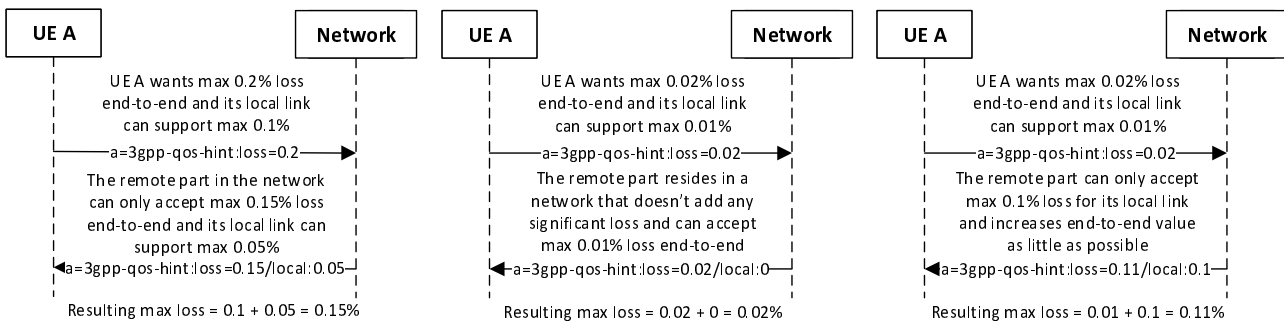 UE A
Network
UE A wants max 0.2% loss
end-to-end and its local link
can support max 0.1%
a=3gpp-qos-hint:loss=0.2
The remote part in the network
can only accept max 0.15% loss
end-to-end and its local link can
support max 0.05%
a=3gpp-qos-hint:loss=0.15/local:0.05
Resulting max loss = 0.1 + 0.05 = 0.15%
UE A
Network
UE A wants max 0.02% loss
end-to-end and its local link
can support max 0.01%
a=3gpp-qos-hint:loss=0.02
The remote part resides in a
network that doesn’t add any
significant loss and can accept
max 0.01% loss end-to-end
a=3gpp-qos-hint:loss=0.02/local:0
Resulting max loss = 0.02 + 0 = 0.02%
UE A
Network
UE A wants max 0.02% loss
end-to-end and its local link
can support max 0.01%
a=3gpp-qos-hint:loss=0.02
The remote part can only accept
max 0.1% loss for its local link
and increases end-to-end value
as little as possible
a=3gpp-qos-hint:loss=0.11/local:0.1
Resulting max loss = 0.01 + 0.1 = 0.11%